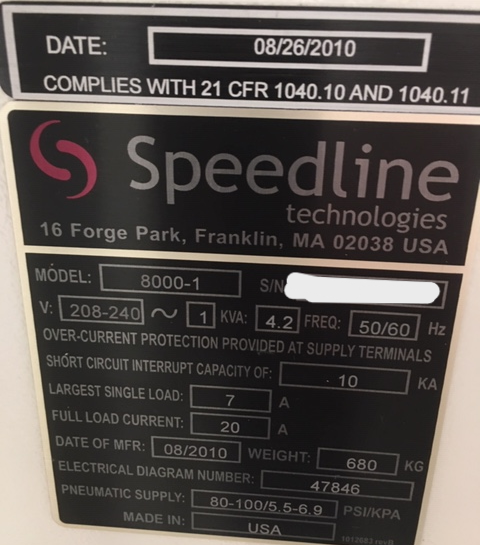 DATE: 08/26/2010
COMPLIES WITH 21 CFR 1040.10 AND 1040.11
Speedline
technologies
16 Forge Park, Franklin, MA 02038 USA
MODEL: 8000-1 S/N
V: 208-240 ~ 1 KVA: 4.2 FREQ: 50/60 Hz
OVER-CURRENT PROTECTION PROVIDED AT SUPPLY TERMINALS
SHORT CIRCUIT INTERRUPT CAPACITY OF: 10 KA
LARGEST SINGLE LOAD: 7 A
FULL LOAD CURRENT: 20 A
DATE OF MFR: 08/2010 WEIGHT: 680 KG
ELECTRICAL DIAGRAM NUMBER: 47846
PNEUMATIC SUPPLY: 80-100/5.5-6.9 PSI/KPA
MADE IN: USA